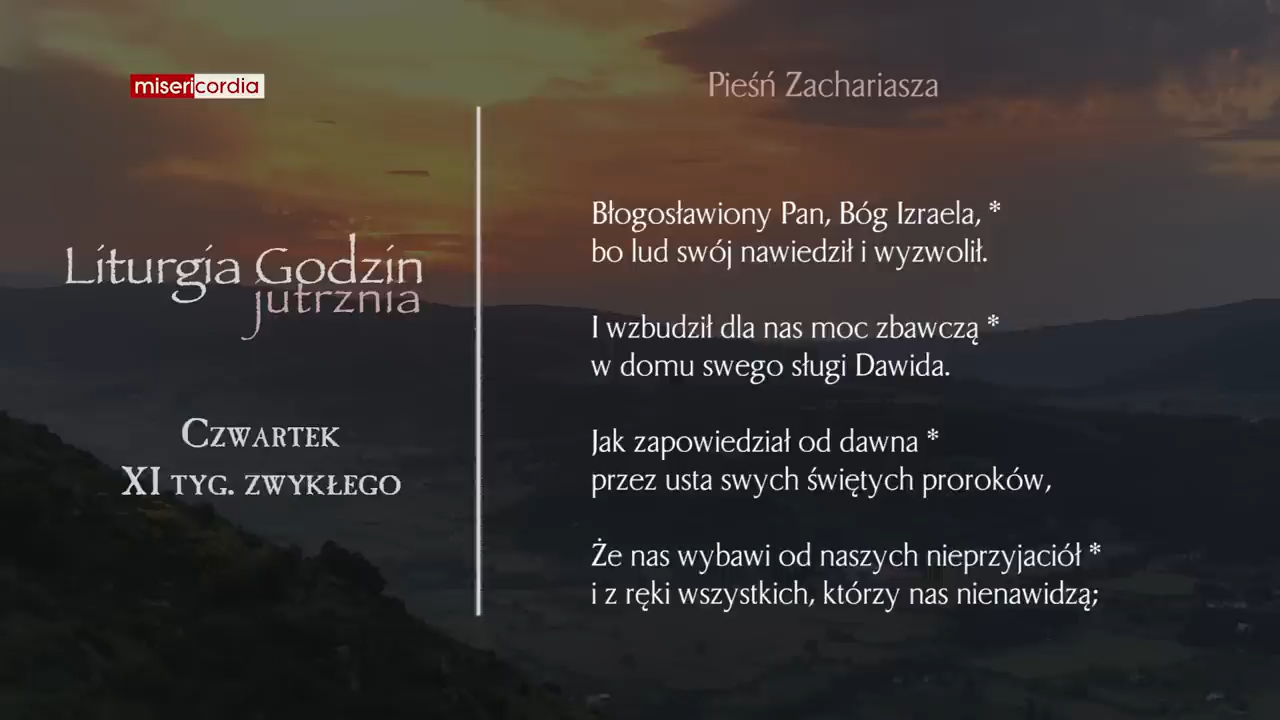 misericordia
Liturgia Godzin
jutrznia
Czwartek
XI tyg. zwykłego
Pieśń Zachariasza
Błogosławiony Pan, Bóg Izraela, *
bo lud swój nawiedził i wyzwolił.
I wzbudził dla nas moc zbawczą *
w domu swego sługi Dawida.
Jak zapowiedział od dawna *
przez usta swych świętych proroków,
Że nas wybawi od naszych nieprzyjaciół *
i z ręki wszystkich, którzy nas nienawidzą;